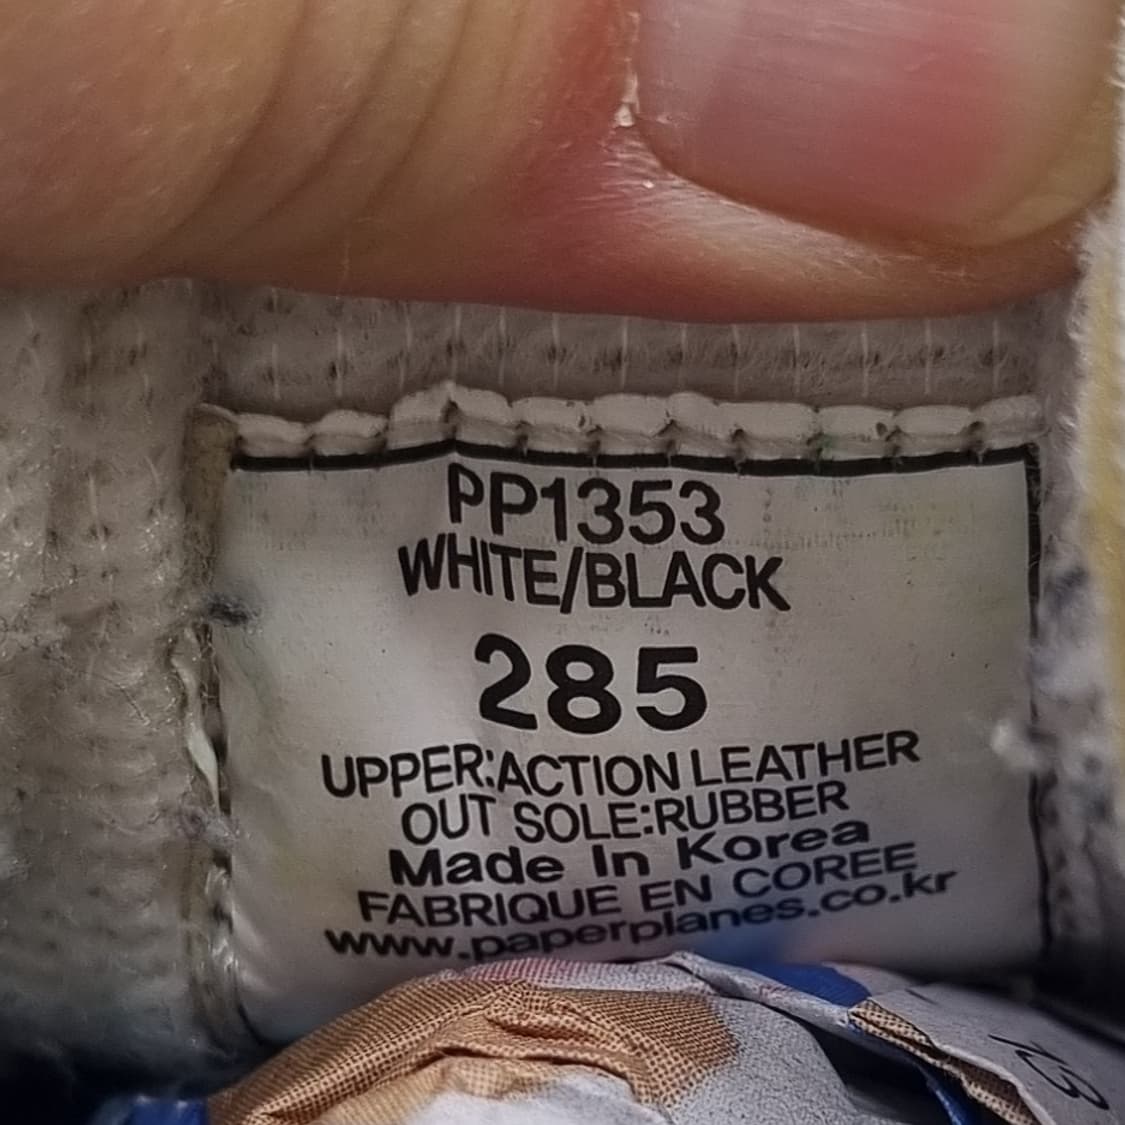 PP1353
WHITE/BLACK
285
UPPER:ACTION LEATHER
OUT SOLE:RUBBER
Made In Korea
FABRIQUE EN COREE
www.paperplanes.co.kr